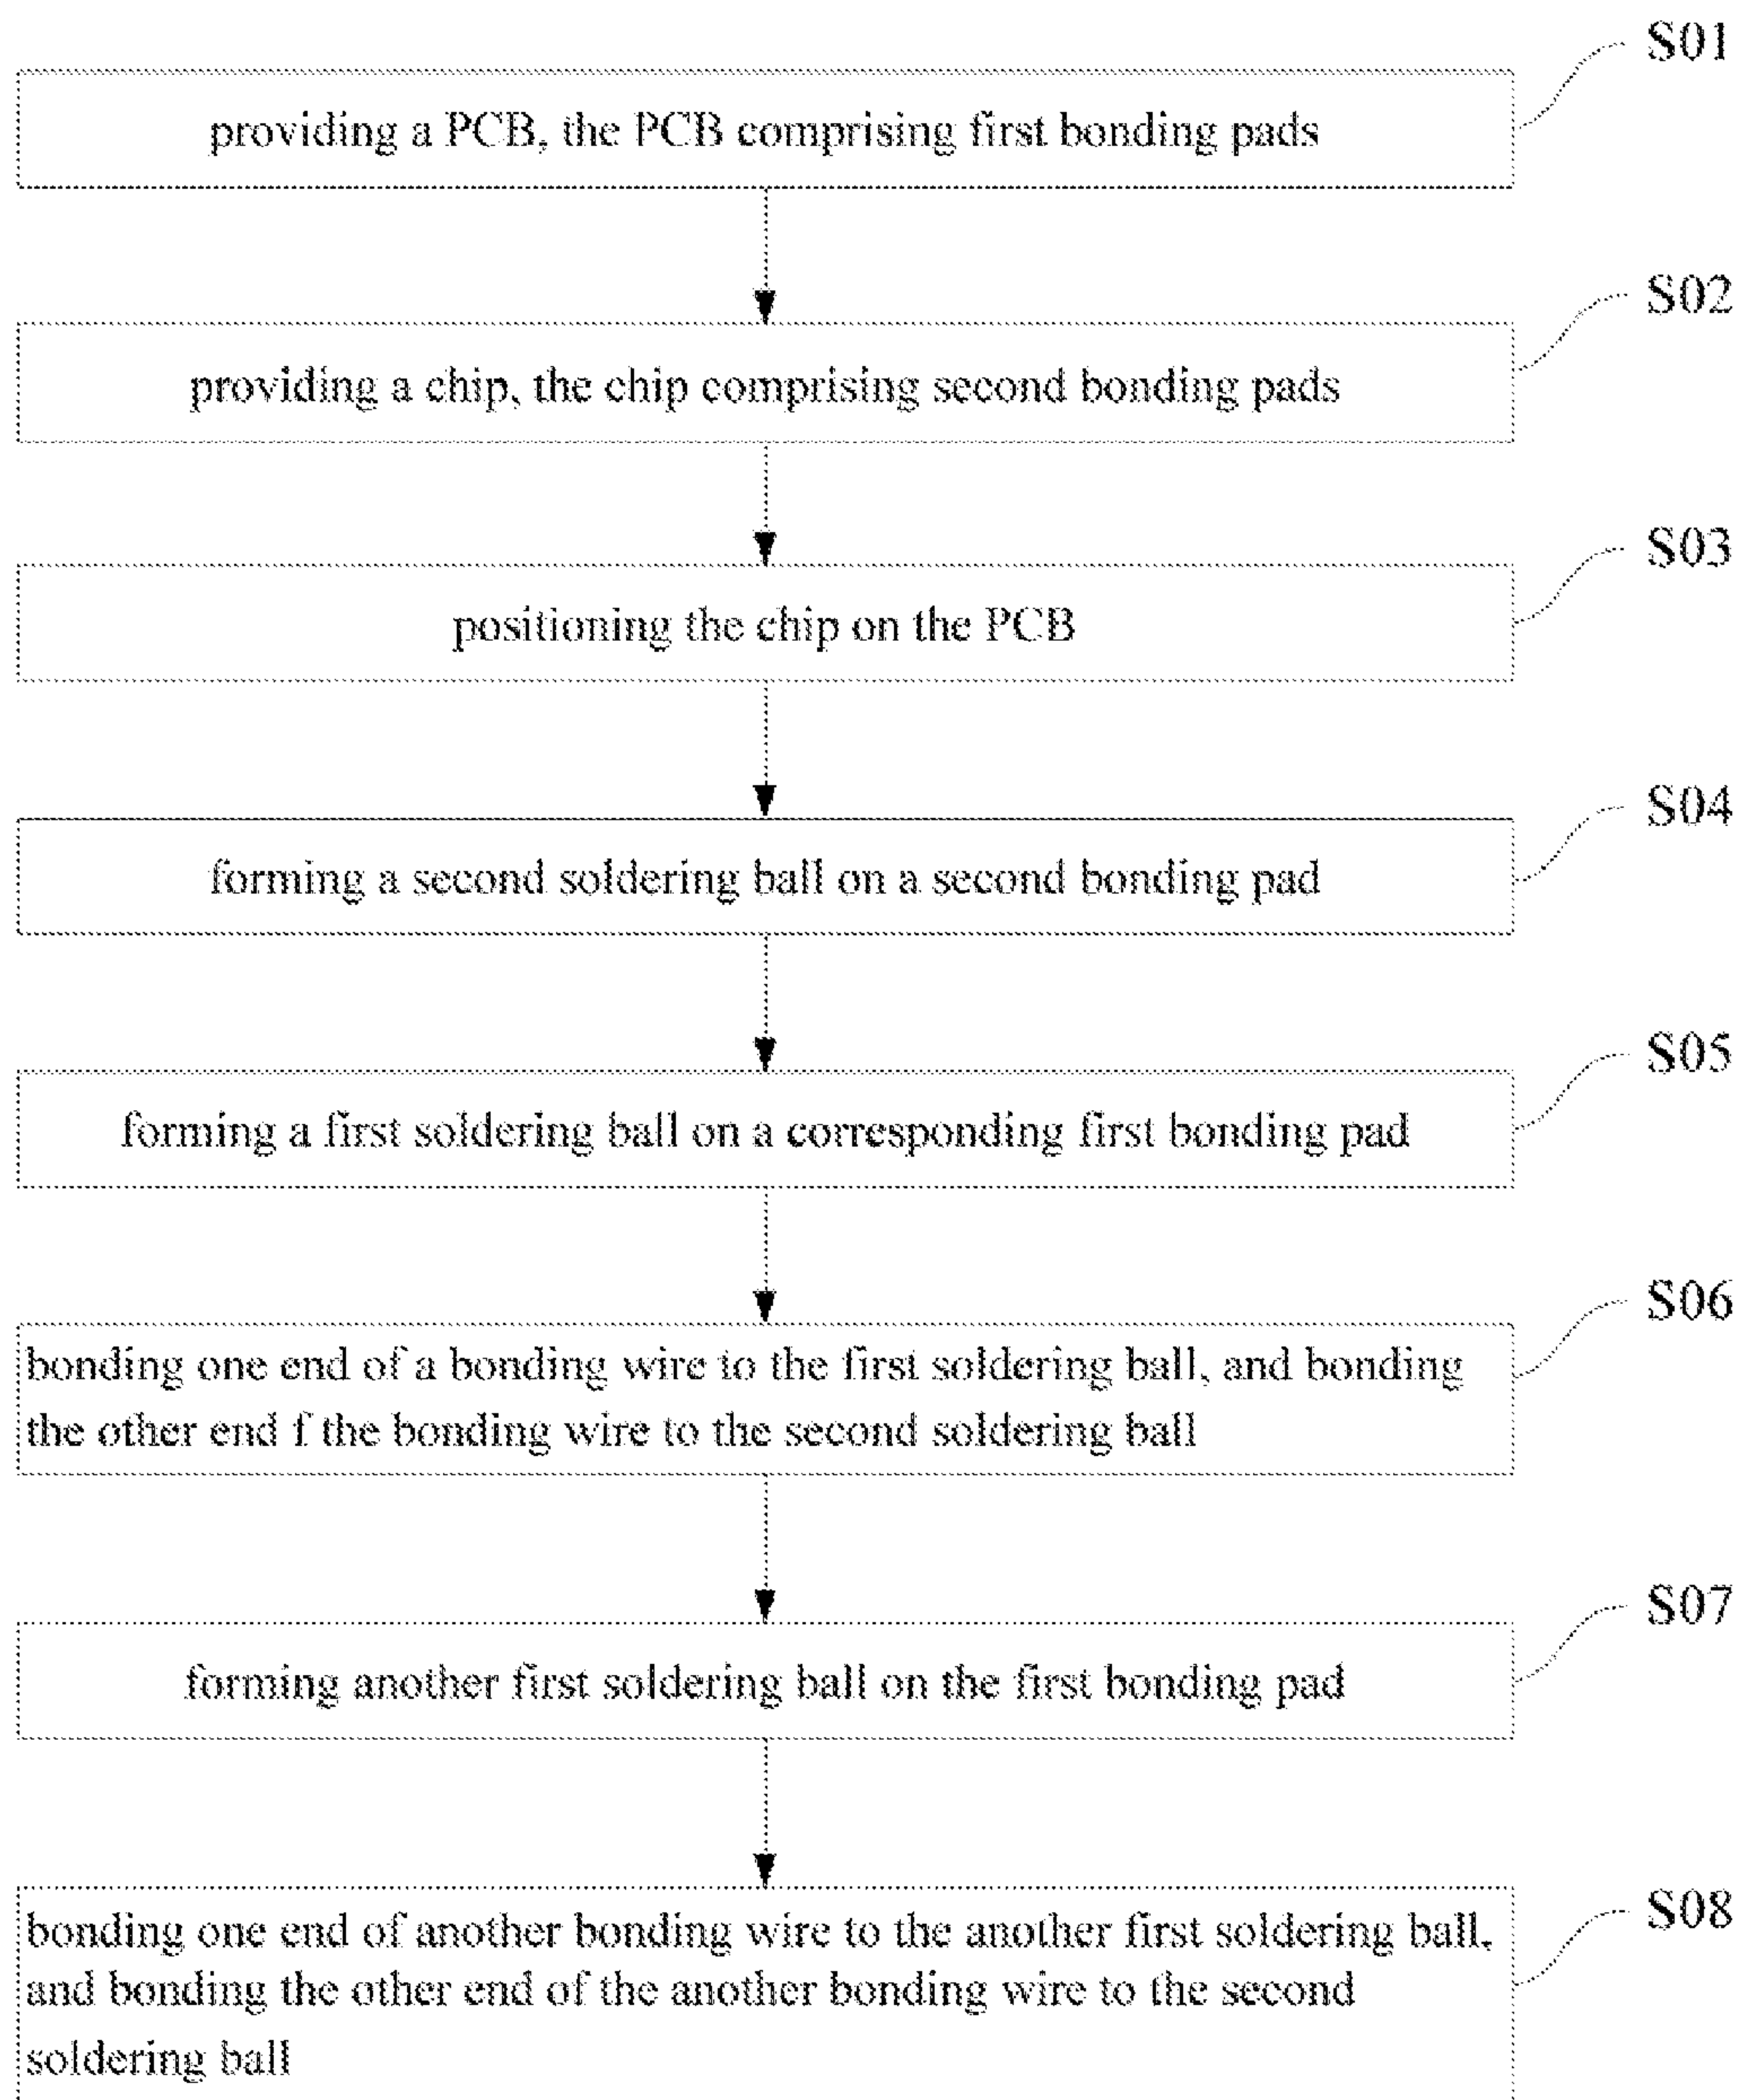 S01
providing a PCB, the PCB comprising first bonding pads
S02
providing a chip, the chip comprising second bonding pads
S03
positioning the chip on the PCB
S04
forming a second soldering ball on a second bonding pad
S05
forming a first soldering ball on a corresponding first bonding pad
S06
bonding one end of a bonding wire to the first soldering ball, and bonding
the other end f the bonding wire to the second soldering ball
S07
forming another first soldering ball on the first bonding pad
S08
bonding one end of another bonding wire to the another first soldering ball,
and bonding the other end of the another bonding wire to the second
soldering ball